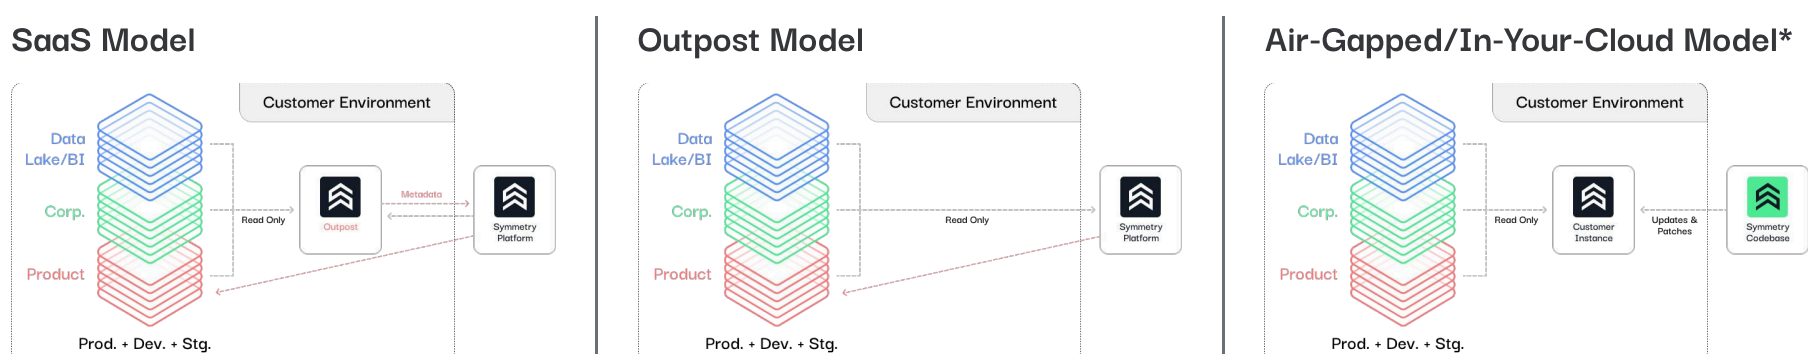 SaaS Model
Customer Environment
Data
Lake/BI
Corp.
Product
Read Only
Outpost
Metadata
Symmetry
Platform
Prod. + Dev. + Stg.
Outpost Model
Customer Environment
Data
Lake/BI
Corp.
Product
Read Only
Symmetry
Platform
Prod. + Dev. + Stg.
Air-Gapped/In-Your-Cloud Model*
Customer Environment
Data
Lake/BI
Corp.
Product
Read Only
Customer
Instance
Updates &
Patches
Symmetry
Codebase
Prod. + Dev. + Stg.